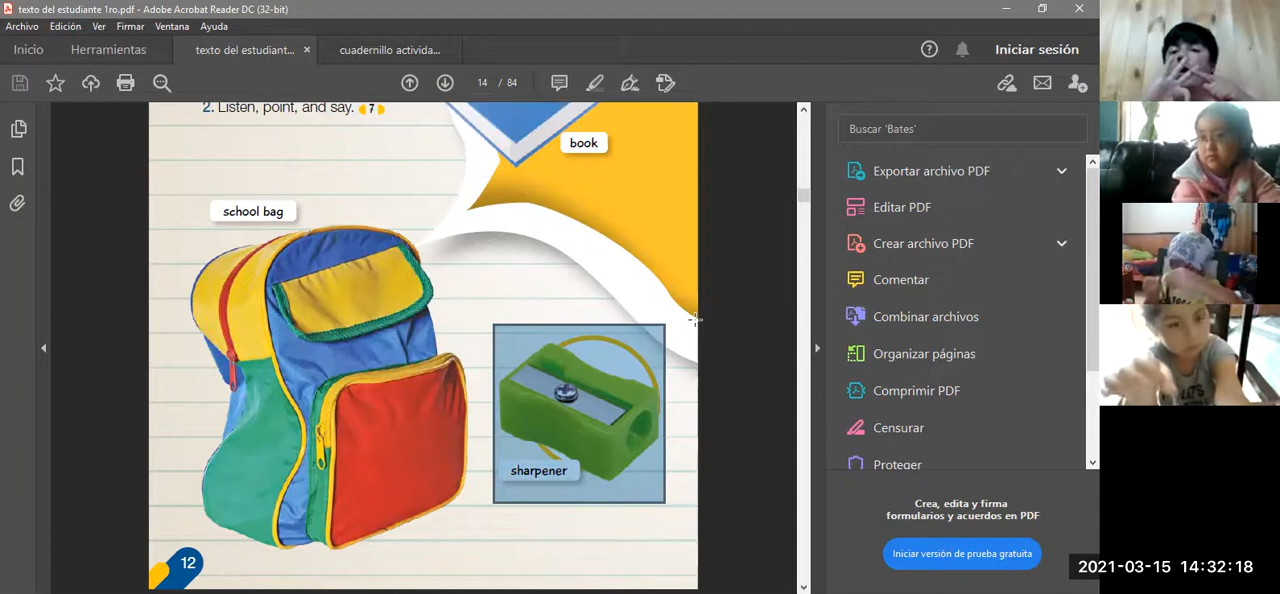 texto del estudiante 1ro.pdf - Adobe Acrobat Reader DC (32-bit)
Archivo Edición Ver Firmar Ventana Ayuda
Inicio Herramientas texto del estudiant... × cuadernillo activida... Iniciar sesión
14 / 84
2. Listen, point, and say. 7
book
school bag
sharpener
12
Buscar 'Bates'
Exportar archivo PDF
Editar PDF
Crear archivo PDF
Comentar
Combinar archivos
Organizar páginas
Comprimir PDF
Censurar
Proteger
Crea, edita y firma
formularios y acuerdos en PDF
Iniciar versión de prueba gratuita
2021-03-15 14:32:18